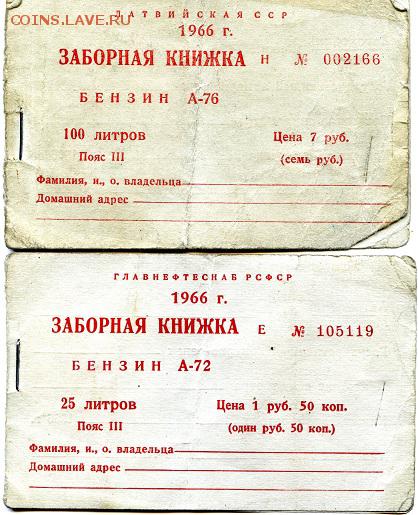 COINS.LAVE.RU
ЛАТВИЙСКАЯ ССР
1966 г.
ЗАБОРНАЯ КНИЖКА Н № 002166
БЕНЗИН А-76
100 литров Цена 7 руб.
Пояс III (семь руб.)
Фамилия, и., о. владельца
Домашний адрес
ГЛАВНЕФТЕСНАБ РСФСР
1966 г.
ЗАБОРНАЯ КНИЖКА Е № 105119
БЕНЗИН А-72
25 литров Цена 1 руб. 50 коп.
Пояс III (один руб. 50 коп.)
Фамилия, и., о. владельца
Домашний адрес